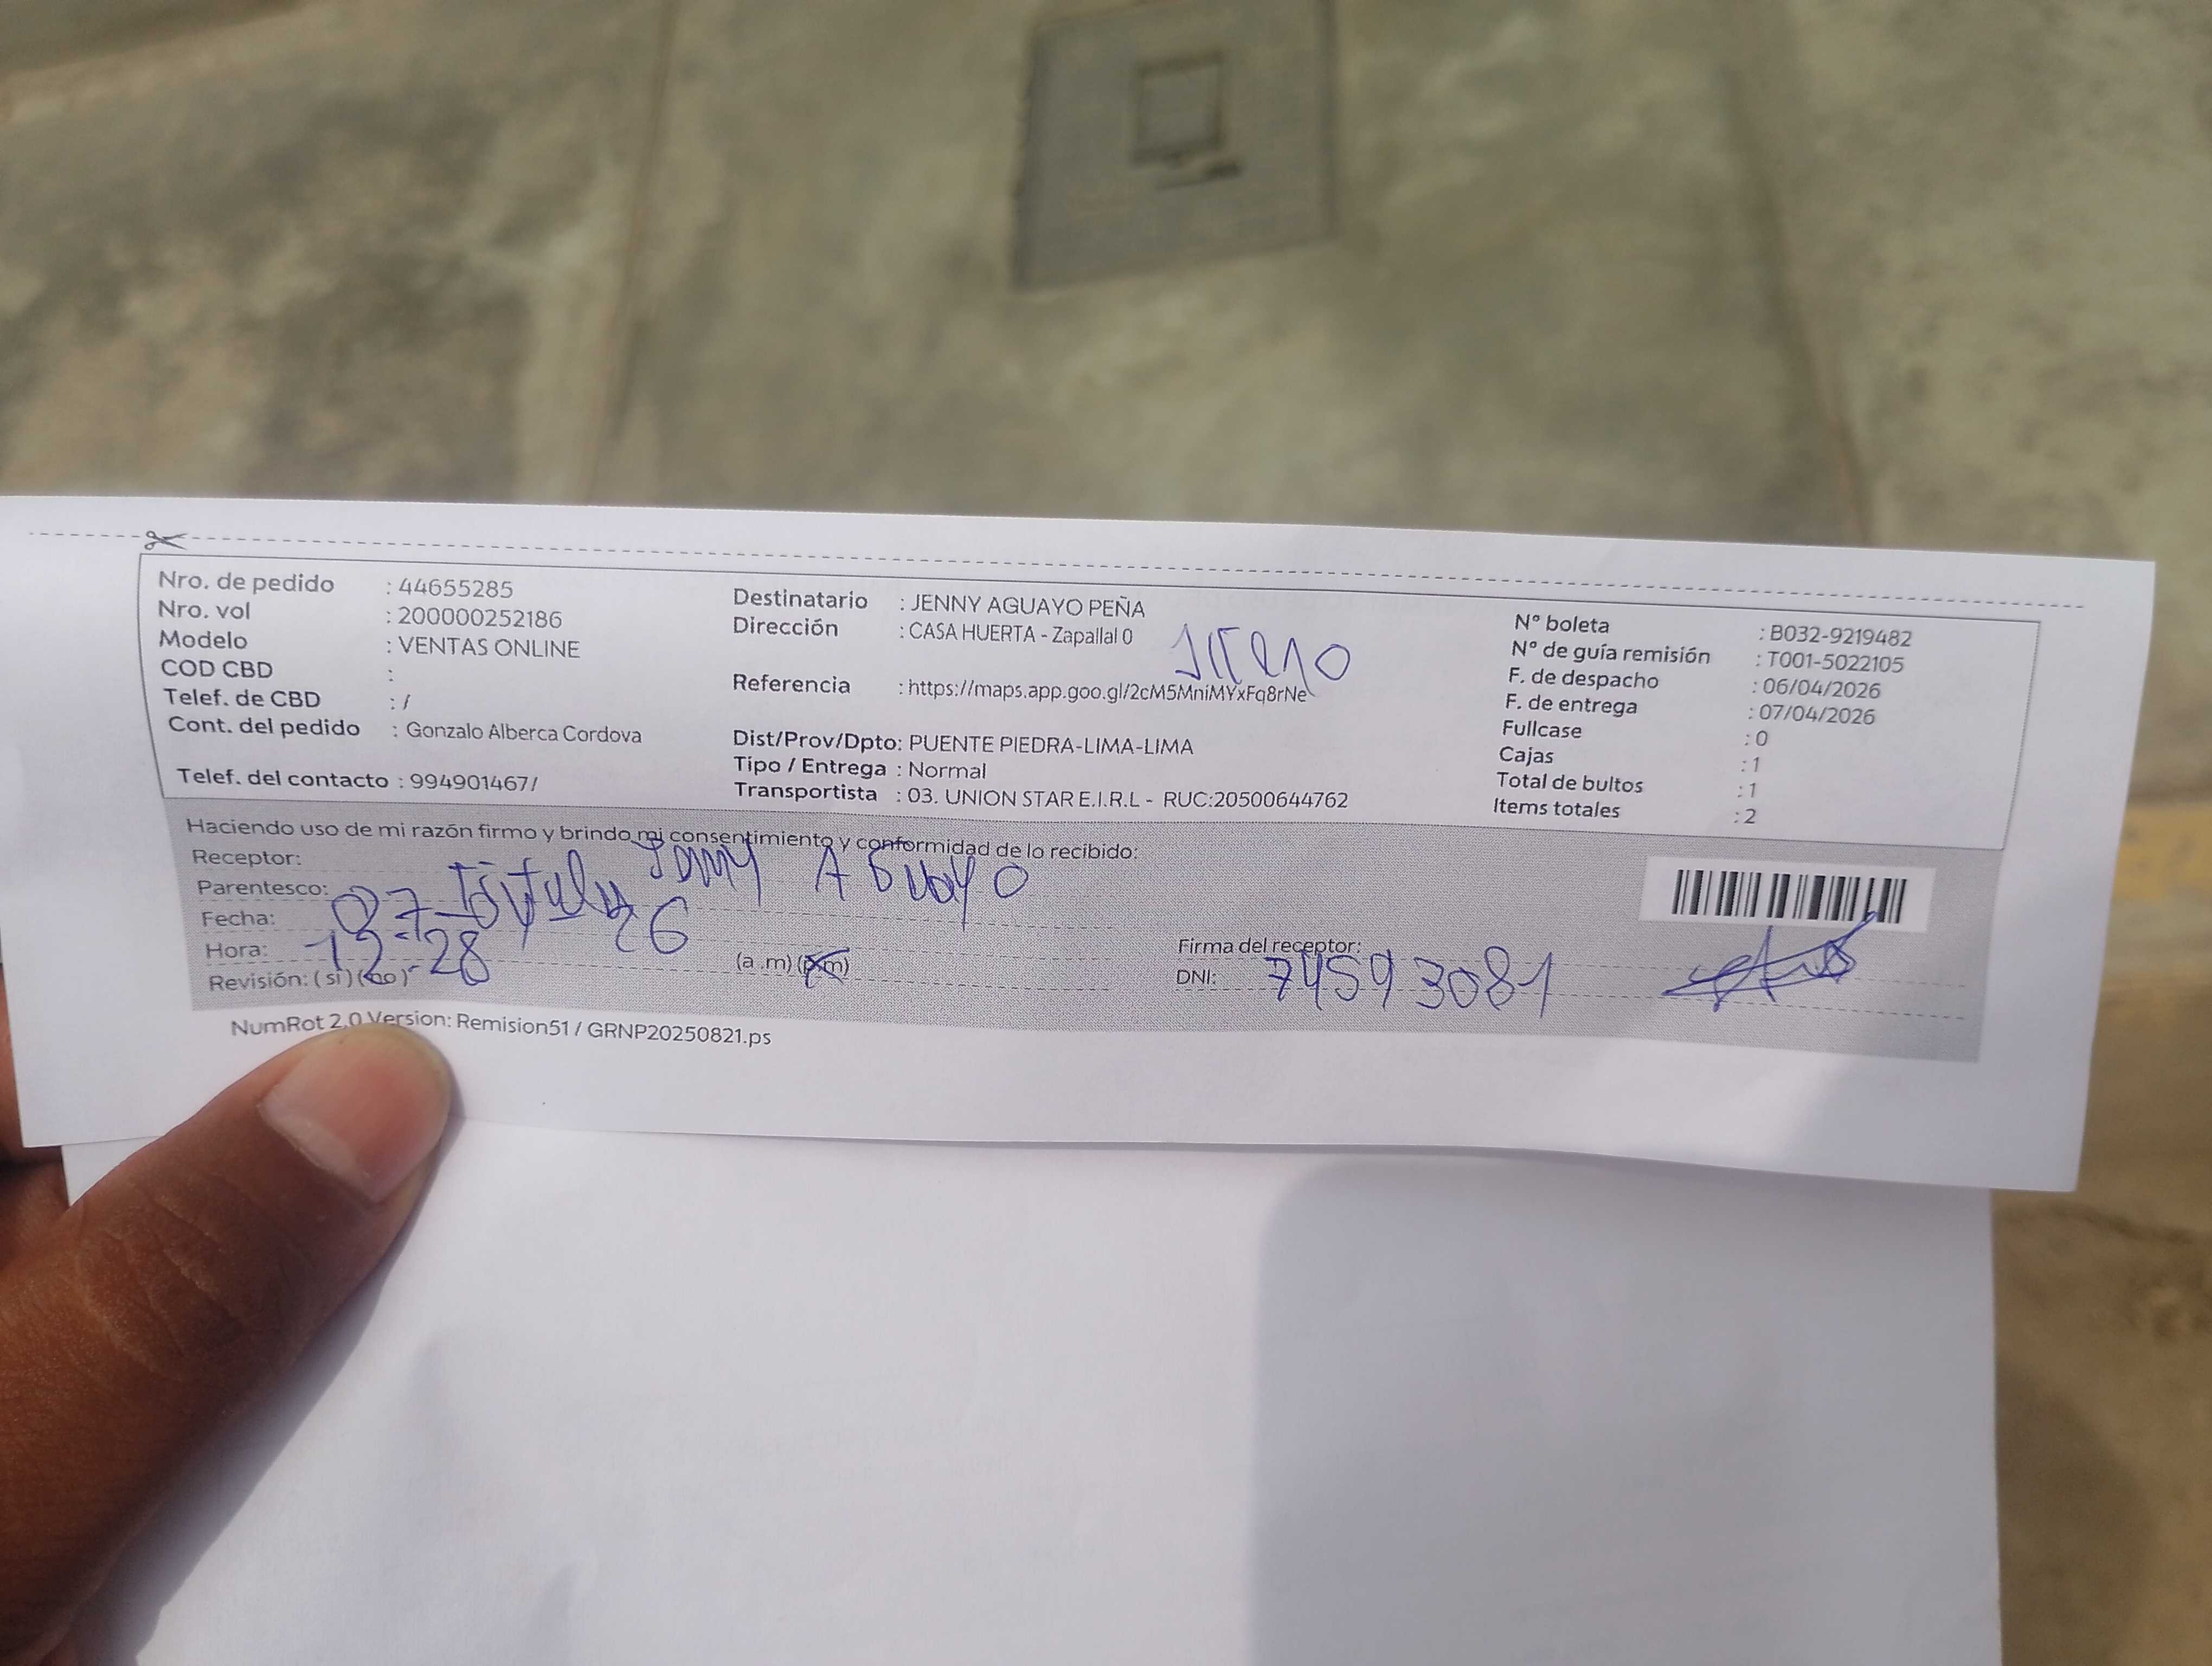 Nro. de pedido : 44655285
Nro. vol : 200000252186
Modelo : VENTAS ONLINE
COD CBD :
Telef. de CBD : /
Cont. del pedido : Gonzalo Alberca Cordova
Telef. del contacto : 994901467/
Destinatario : JENNY AGUAYO PEÑA
Dirección : CASA HUERTA - Zapallal 0
Referencia : https://maps.app.goo.gl/2cM5MniMYxFq8rNe
Dist/Prov/Dpto: PUENTE PIEDRA-LIMA-LIMA
Tipo / Entrega : Normal
Transportista : 03. UNION STAR E.I.R.L - RUC:20500644762
N° boleta : B032-9219482
N° de guía remisión : T001-5022105
F. de despacho : 06/04/2026
F. de entrega : 07/04/2026
Fullcase : 0
Cajas : 1
Total de bultos : 1
Items totales : 2
Haciendo uso de mi razón firmo y brindo mi consentimiento y conformidad de lo recibido:
Receptor: Aguayo
Parentesco:
Fecha: 07 26
Hora: 12-28 (a .m) (p.m)
Revisión: (si) (no)
Firma del receptor:
DNI: 74593081
NumRot 2.0 Version: Remision51 / GRNP20250821.ps